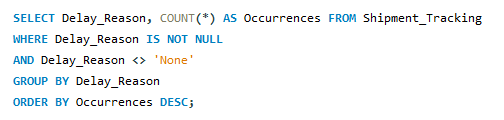 SELECT Delay_Reason, COUNT(*) AS Occurrences FROM Shipment_Tracking
WHERE Delay_Reason IS NOT NULL
AND Delay_Reason <> 'None'
GROUP BY Delay_Reason
ORDER BY Occurrences DESC;